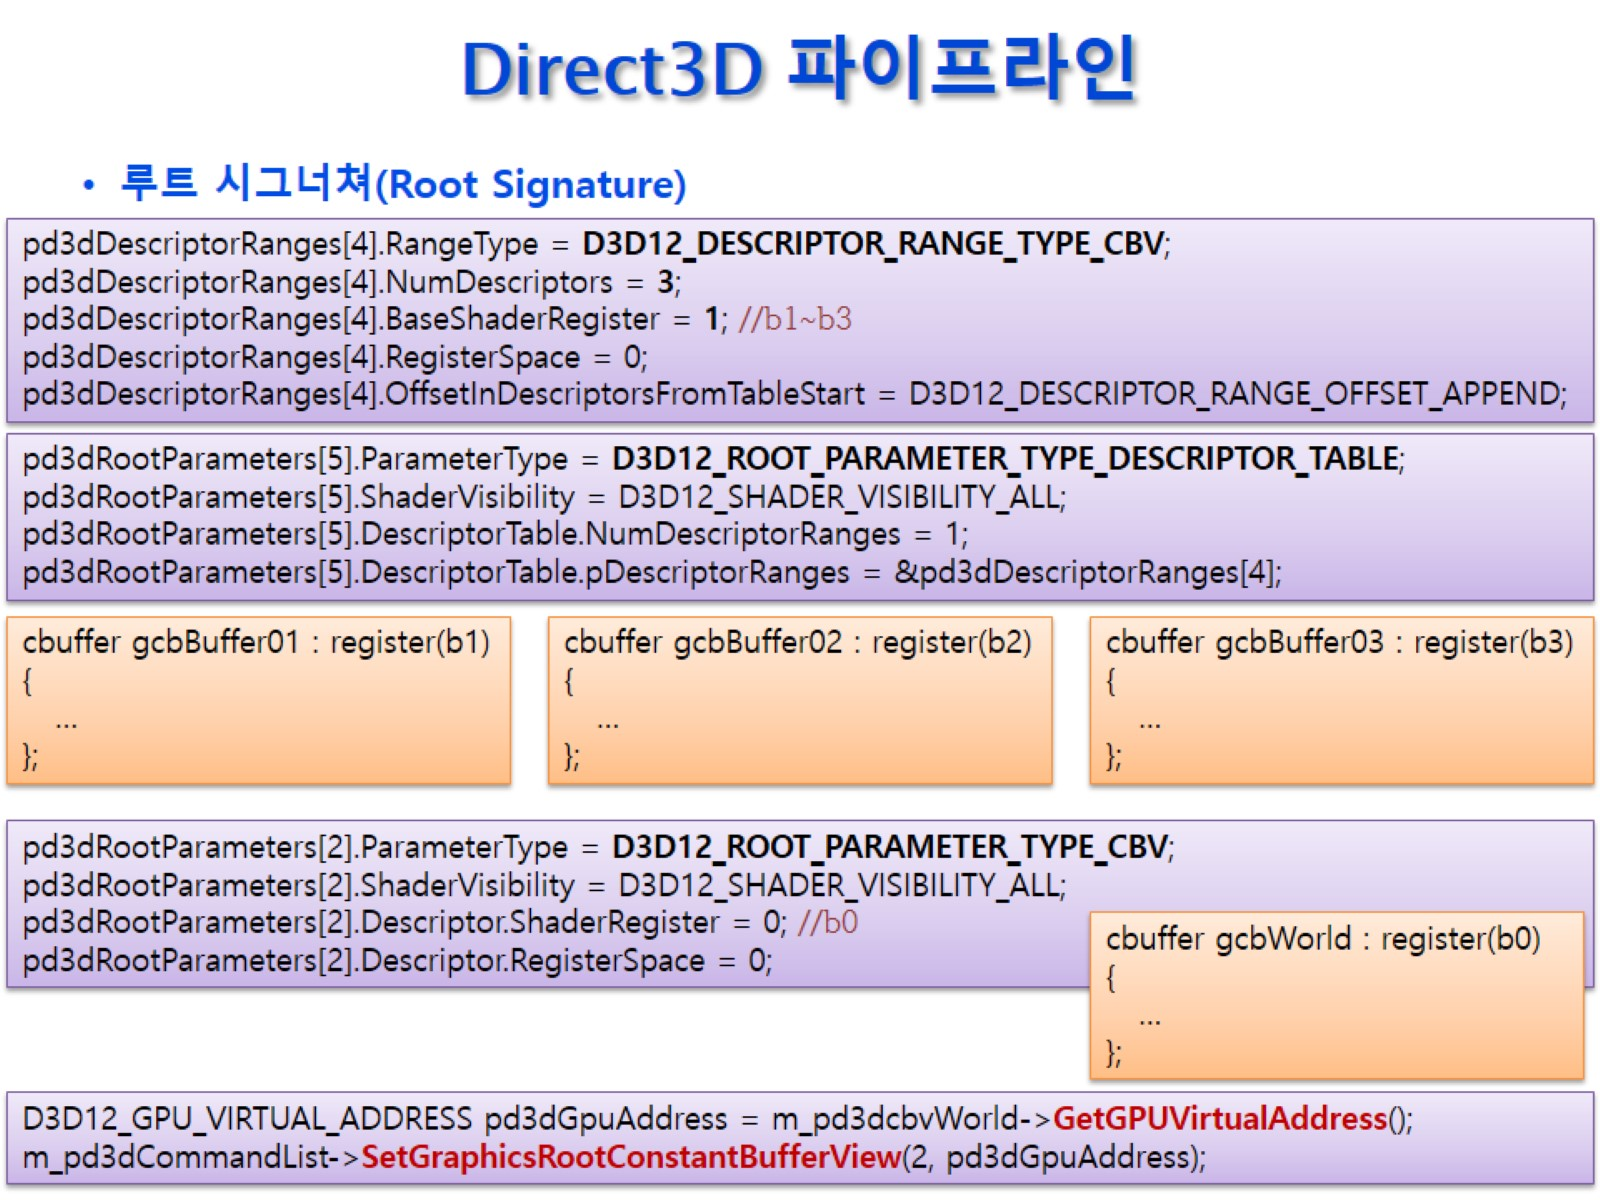 Direct3D 파이프라인
• 루트 시그너쳐(Root Signature)
pd3dDescriptorRanges[4].RangeType = D3D12_DESCRIPTOR_RANGE_TYPE_CBV;
pd3dDescriptorRanges[4].NumDescriptors = 3;
pd3dDescriptorRanges[4].BaseShaderRegister = 1; //b1~b3
pd3dDescriptorRanges[4].RegisterSpace = 0;
pd3dDescriptorRanges[4].OffsetInDescriptorsFromTableStart = D3D12_DESCRIPTOR_RANGE_OFFSET_APPEND;
pd3dRootParameters[5].ParameterType = D3D12_ROOT_PARAMETER_TYPE_DESCRIPTOR_TABLE;
pd3dRootParameters[5].ShaderVisibility = D3D12_SHADER_VISIBILITY_ALL;
pd3dRootParameters[5].DescriptorTable.NumDescriptorRanges = 1;
pd3dRootParameters[5].DescriptorTable.pDescriptorRanges = &pd3dDescriptorRanges[4];
cbuffer gcbBuffer01 : register(b1)
{
...
};
cbuffer gcbBuffer02 : register(b2)
{
...
};
cbuffer gcbBuffer03 : register(b3)
{
...
};
pd3dRootParameters[2].ParameterType = D3D12_ROOT_PARAMETER_TYPE_CBV;
pd3dRootParameters[2].ShaderVisibility = D3D12_SHADER_VISIBILITY_ALL;
pd3dRootParameters[2].Descriptor.ShaderRegister = 0; //b0
pd3dRootParameters[2].Descriptor.RegisterSpace = 0;
cbuffer gcbWorld : register(b0)
{
...
};
D3D12_GPU_VIRTUAL_ADDRESS pd3dGpuAddress = m_pd3dcbvWorld->GetGPUVirtualAddress();
m_pd3dCommandList->SetGraphicsRootConstantBufferView(2, pd3dGpuAddress);